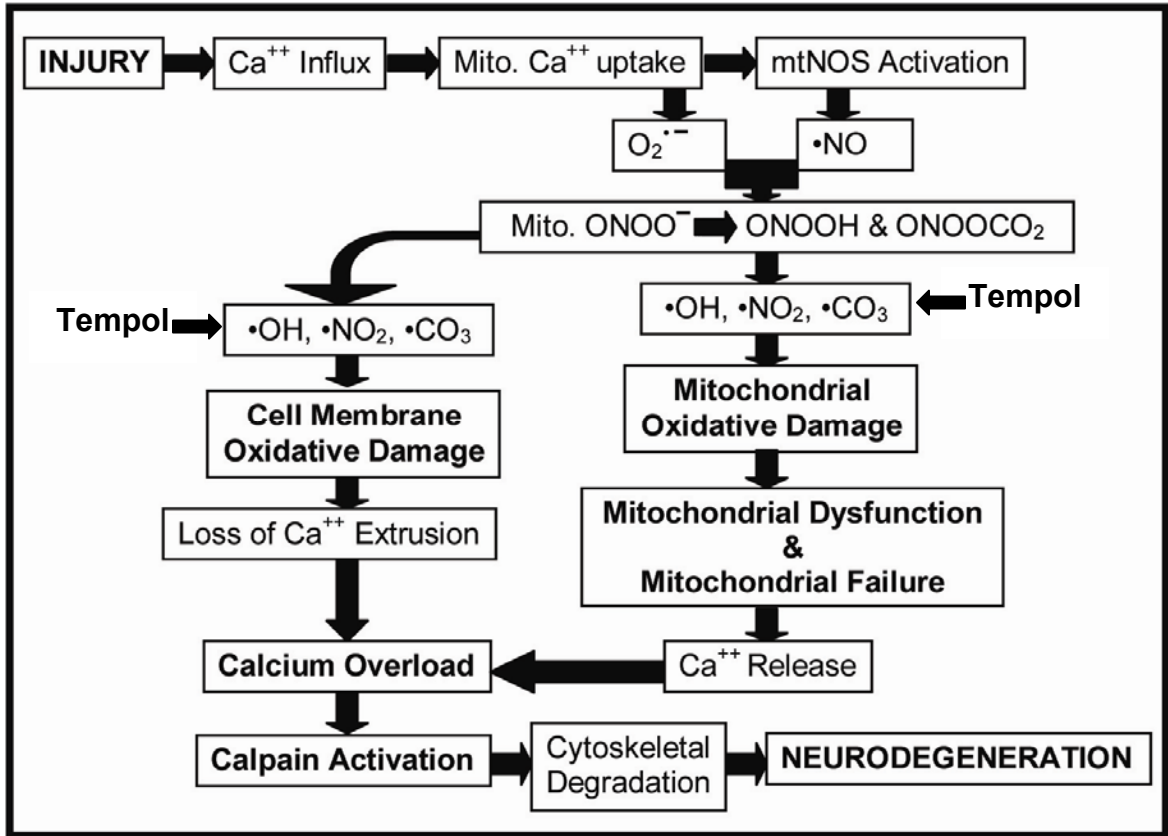 INJURY
Ca⁺⁺ Influx
Mito. Ca⁺⁺ uptake
mtNOS Activation
O₂•⁻
•NO
Mito. ONOO⁻ ONOOH & ONOOCO₂
Tempol
•OH, •NO₂, •CO₃
•OH, •NO₂, •CO₃
Tempol
Cell Membrane
Oxidative Damage
Mitochondrial
Oxidative Damage
Loss of Ca⁺⁺ Extrusion
Mitochondrial Dysfunction
&
Mitochondrial Failure
Calcium Overload
Ca⁺⁺ Release
Calpain Activation
Cytoskeletal
Degradation
NEURODEGENERATION